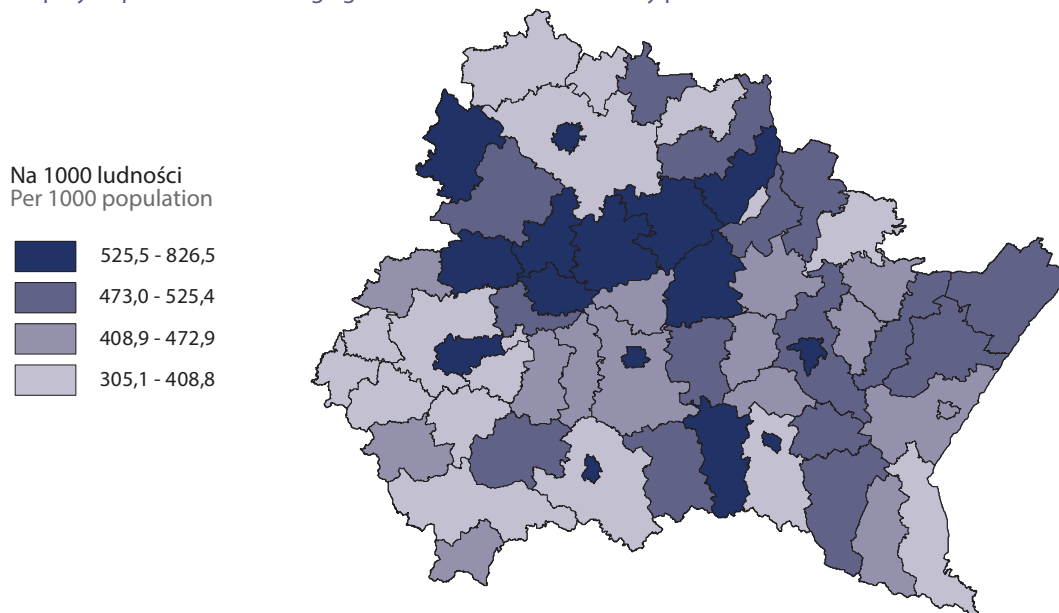 Na 1000 ludności
Per 1000 population
525,5 - 826,5
473,0 - 525,4
408,9 - 472,9
305,1 - 408,8